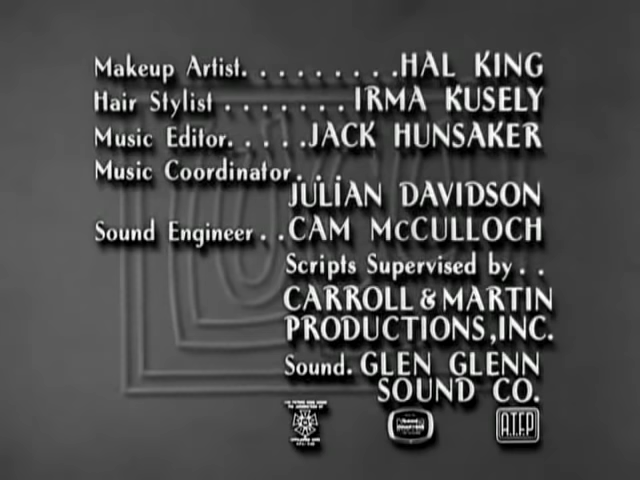 Makeup Artist. . . . . . . . . .HAL KING
Hair Stylist . . . . . . . IRMA KUSELY
Music Editor. . . . .JACK HUNSAKER
Music Coordinator. . .
JULIAN DAVIDSON
Sound Engineer . . CAM McCULLOCH
Scripts Supervised by . .
CARROLL & MARTIN
PRODUCTIONS, INC.
Sound. GLEN GLENN
SOUND CO.
A.T.F.P.